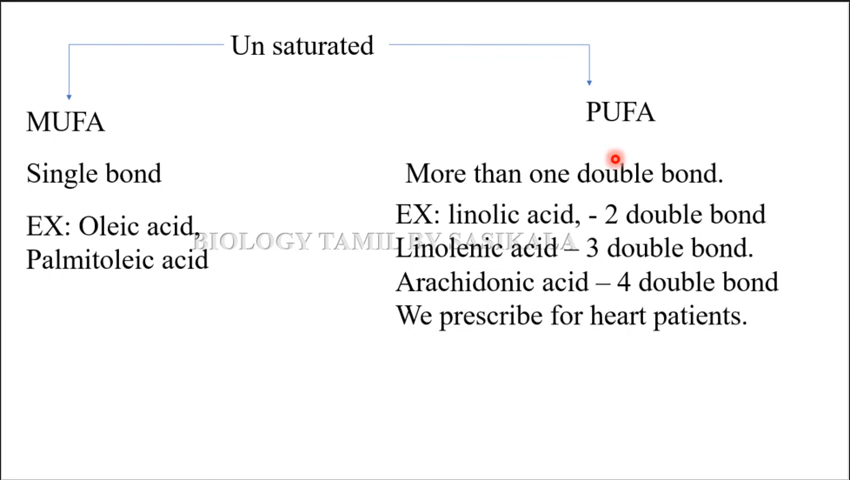 Un saturated
MUFA
PUFA
Single bond
More than one double bond.
EX: Oleic acid,
Palmitoleic acid
EX: linolic acid, - 2 double bond
BIOLOGY TAMIL BY SASIKALA
Linolenic acid – 3 double bond.
Arachidonic acid – 4 double bond
We prescribe for heart patients.